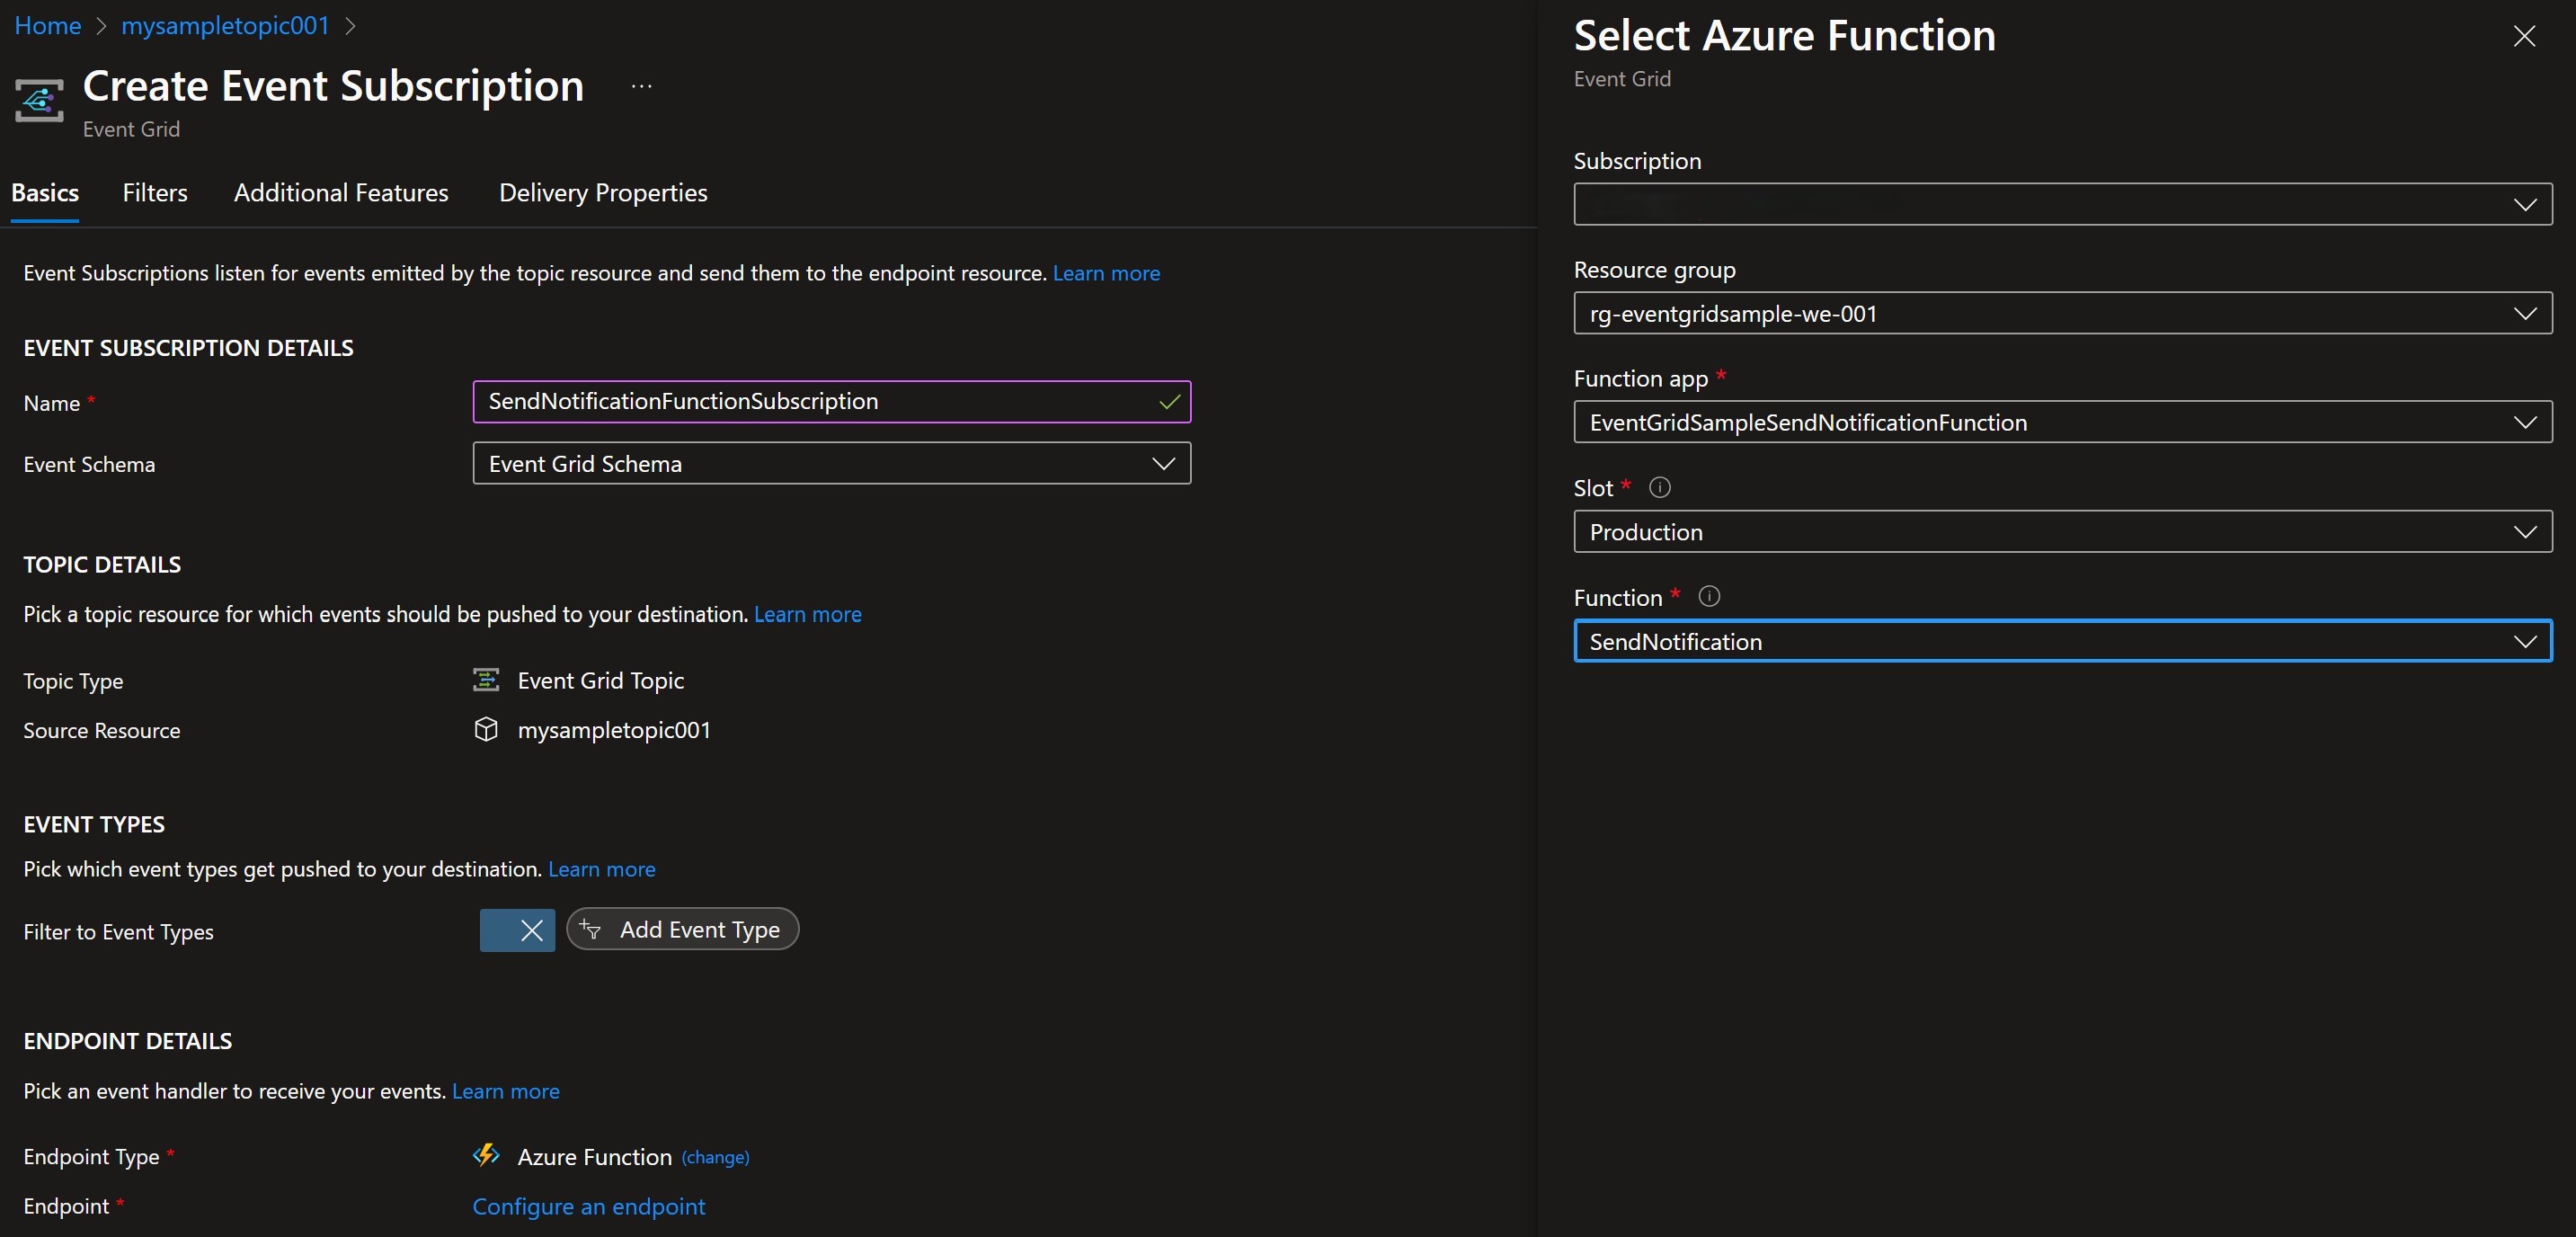 Home > mysampletopic001 >
Create Event Subscription ...
Event Grid
Basics Filters Additional Features Delivery Properties
Event Subscriptions listen for events emitted by the topic resource and send them to the endpoint resource. Learn more
EVENT SUBSCRIPTION DETAILS
Name * SendNotificationFunctionSubscription
Event Schema Event Grid Schema
TOPIC DETAILS
Pick a topic resource for which events should be pushed to your destination. Learn more
Topic Type Event Grid Topic
Source Resource mysampletopic001
EVENT TYPES
Pick which event types get pushed to your destination. Learn more
Filter to Event Types Add Event Type
ENDPOINT DETAILS
Pick an event handler to receive your events. Learn more
Endpoint Type * Azure Function (change)
Endpoint * Configure an endpoint
Select Azure Function
Event Grid
Subscription
Resource group
rg-eventgridsample-we-001
Function app *
EventGridSampleSendNotificationFunction
Slot *
Production
Function *
SendNotification